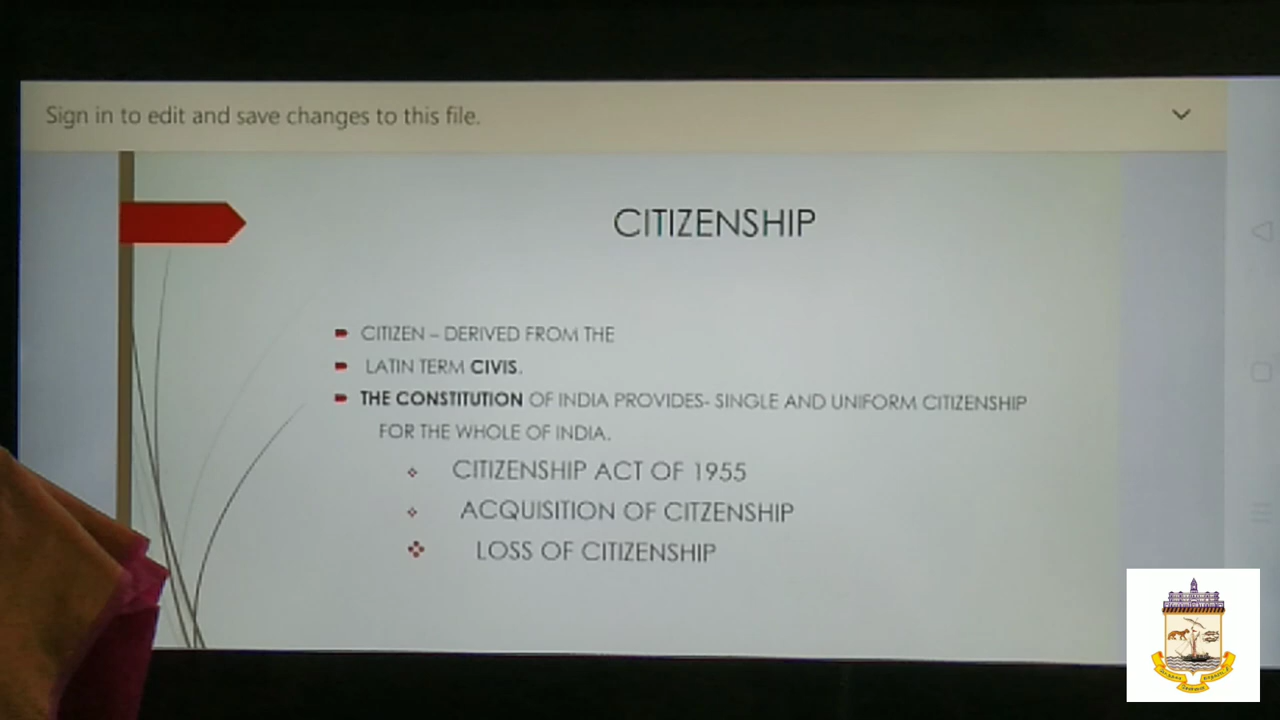 Sign in to edit and save changes to this file.
CITIZENSHIP
CITIZEN – DERIVED FROM THE
LATIN TERM CIVIS.
THE CONSTITUTION OF INDIA PROVIDES- SINGLE AND UNIFORM CITIZENSHIP
FOR THE WHOLE OF INDIA.
CITIZENSHIP ACT OF 1955
ACQUISITION OF CITZENSHIP
LOSS OF CITIZENSHIP